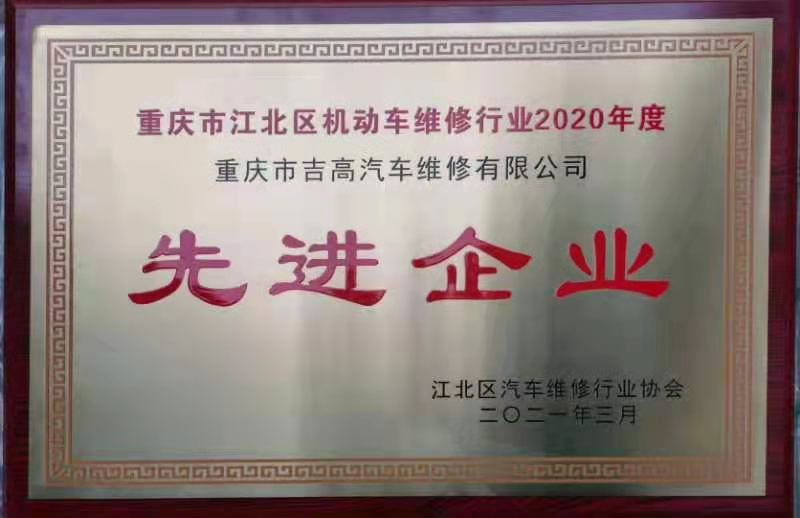 重庆市江北区机动车维修行业2020年度
重庆市吉高汽车维修有限公司
先进企业
江北区汽车维修行业协会
二〇二一年三月